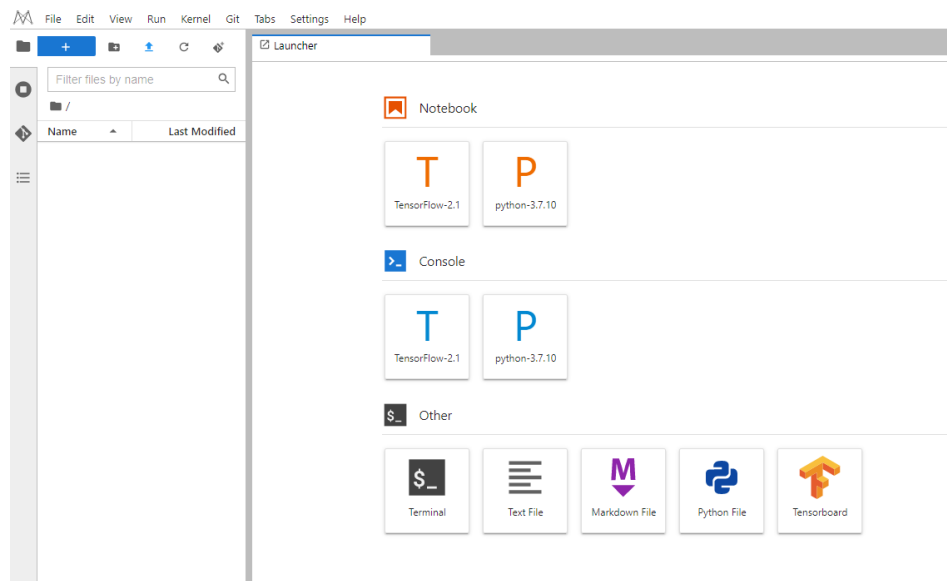 File Edit View Run Kernel Git Tabs Settings Help
+
Launcher
Filter files by name
/
Name Last Modified
Notebook
T P
TensorFlow-2.1 python-3.7.10
>_ Console
T P
TensorFlow-2.1 python-3.7.10
$_ Other
$_ M
Terminal Text File Markdown File Python File Tensorboard